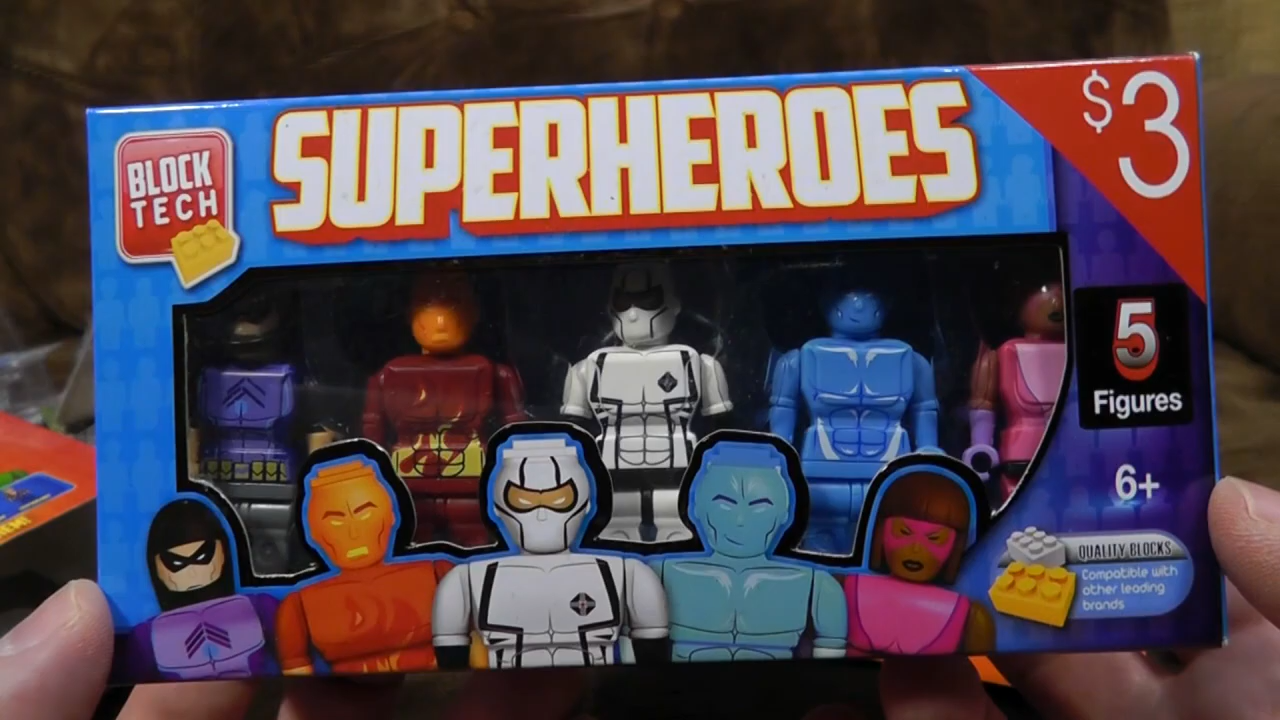 BLOCK
TECH
SUPERHEROES
$3
5
Figures
6+
QUALITY BLOCKS
Compatible with
other leading
brands